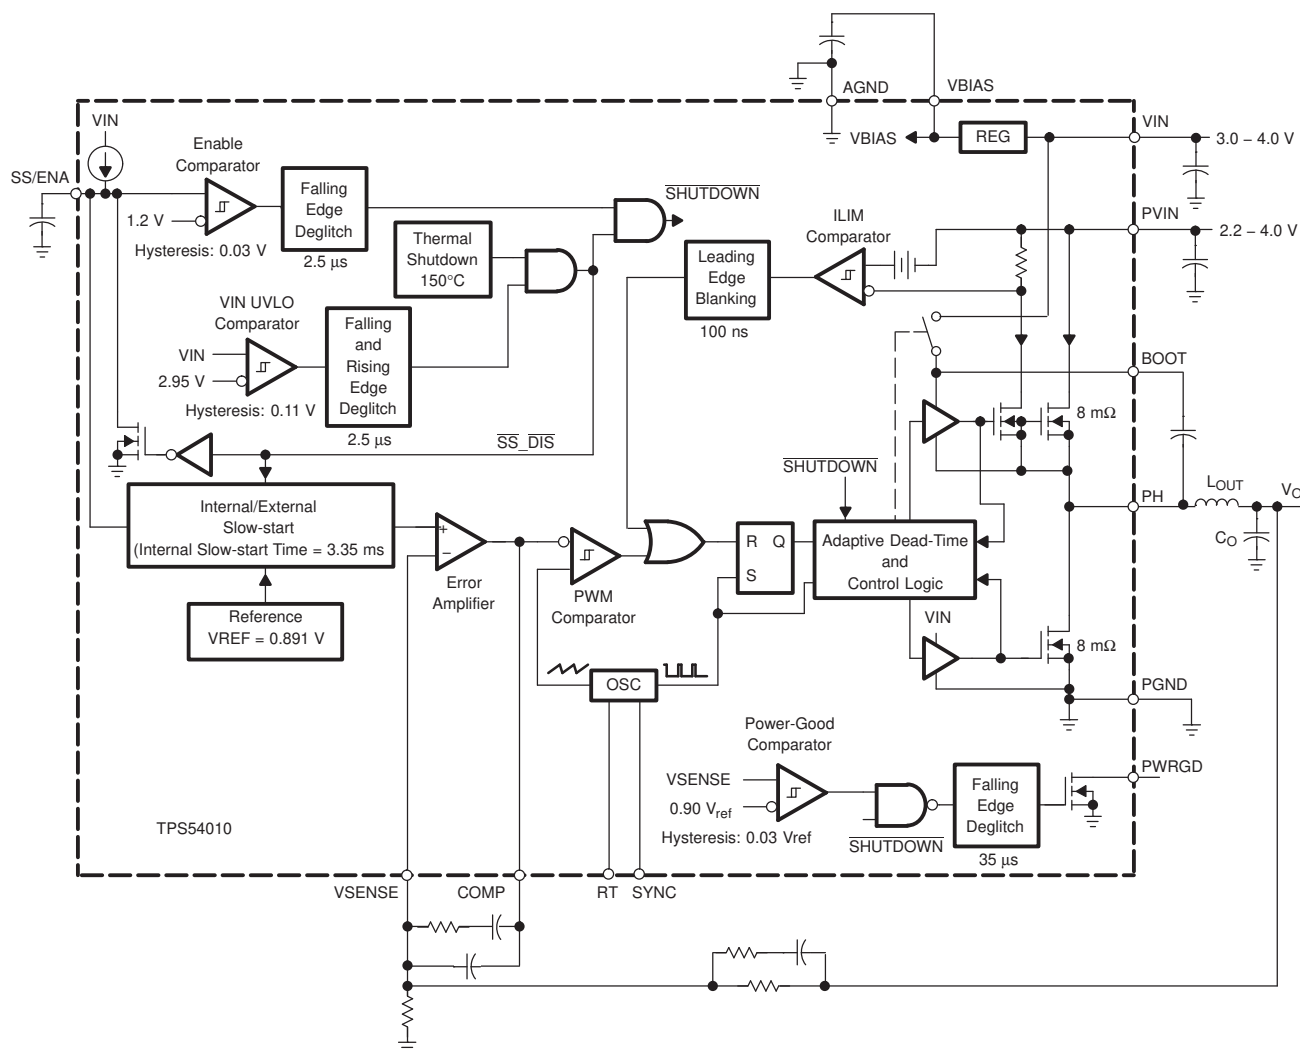 AGND
VBIAS
VIN
3.0 – 4.0 V
VBIAS
REG
VIN
SS/ENA
Enable
Comparator
1.2 V
Hysteresis: 0.03 V
Falling
Edge
Deglitch
2.5 µs
SHUTDOWN
Thermal
Shutdown
150°C
PVIN
2.2 – 4.0 V
ILIM
Comparator
Leading
Edge
Blanking
100 ns
VIN UVLO
Comparator
VIN
2.95 V
Hysteresis: 0.11 V
Falling
and
Rising
Edge
Deglitch
2.5 µs
BOOT
8 mΩ
SS_DIS
SHUTDOWN
Internal/External
Slow-start
(Internal Slow-start Time = 3.35 ms
Reference
VREF = 0.891 V
+
−
Error
Amplifier
PWM
Comparator
R Q
S
Adaptive Dead-Time
and
Control Logic
PH
LOUT
VO
CO
VIN
8 mΩ
OSC
PGND
Power-Good
Comparator
VSENSE
0.90 Vref
Hysteresis: 0.03 Vref
SHUTDOWN
Falling
Edge
Deglitch
35 µs
PWRGD
TPS54010
VSENSE
COMP
RT
SYNC